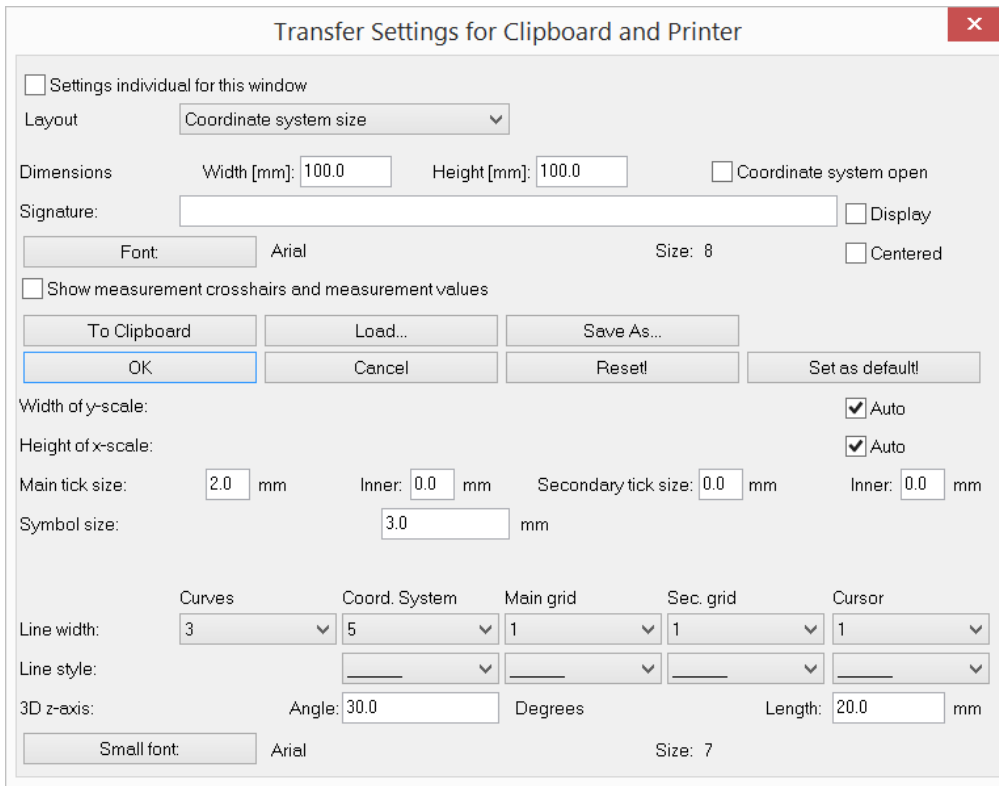 Transfer Settings for Clipboard and Printer
Settings individual for this window
Layout Coordinate system size
Dimensions Width [mm]: 100.0 Height [mm]: 100.0 Coordinate system open
Signature: Display
Font: Arial Size: 8 Centered
Show measurement crosshairs and measurement values
To Clipboard Load... Save As...
OK Cancel Reset! Set as default!
Width of y-scale: Auto
Height of x-scale: Auto
Main tick size: 2.0 mm Inner: 0.0 mm Secondary tick size: 0.0 mm Inner: 0.0 mm
Symbol size: 3.0 mm
Curves Coord. System Main grid Sec. grid Cursor
Line width: 3 5 1 1 1
Line style:
3D z-axis: Angle: 30.0 Degrees Length: 20.0 mm
Small font: Arial Size: 7